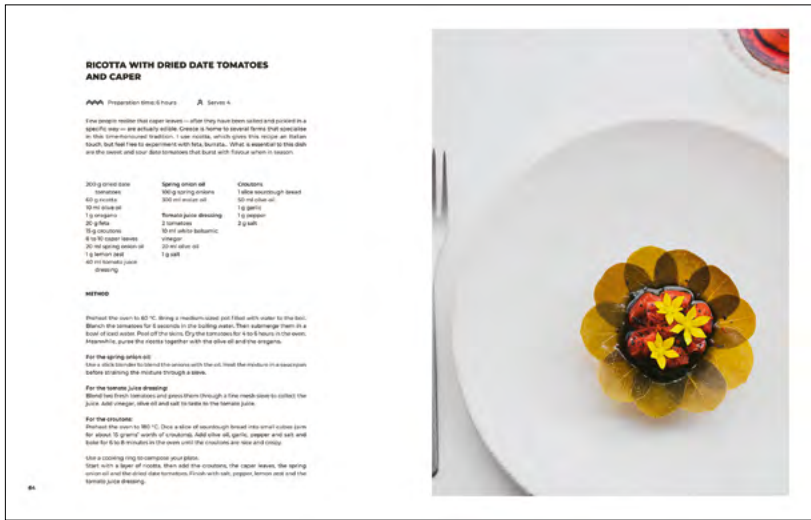 RICOTTA WITH DRIED DATE TOMATOES
AND CAPER
Preparation time: 6 hours
Serves 4
Few people realise that caper leaves — after they have been salted and pickled in a
specific way — are actually edible. Greece is home to several farms that specialise
in this time-honoured tradition. I use ricotta, which gives this recipe an Italian
touch, but feel free to experiment with feta, burrata... What is essential to this dish
are the sweet and sour date tomatoes that burst with flavour when in season.
200 g dried date
tomatoes
60 g ricotta
10 ml olive oil
1 g oregano
20 g feta
15 g croutons
8 to 10 caper leaves
20 ml spring onion oil
1 g lemon zest
40 ml tomato juice
dressing
Spring onion oil
100 g spring onions
300 ml onion oil
Tomato juice dressing
2 tomatoes
10 ml white balsamic
vinegar
20 ml olive oil
1 g salt
Croutons
1 slice sourdough bread
50 ml olive oil
1 g garlic
1 g pepper
2 g salt
METHOD
Preheat the oven to 60 °C. Bring a medium-sized pot filled with water to the boil.
Blanch the tomatoes for 6 seconds in the boiling water. Then submerge them in a
bowl of iced water. Peel off the skins. Dry the tomatoes for 4 to 6 hours in the oven.
Meanwhile, puree the ricotta together with the olive oil and the oregano.
For the spring onion oil:
Use a stick blender to blend the onions with the oil. Heat the mixture in a saucepan
before straining the mixture through a sieve.
For the tomato juice dressing:
Blend two fresh tomatoes and press them through a fine mesh sieve to collect the
juice. Add vinegar, olive oil and salt to taste to the tomato juice.
For the croutons:
Preheat the oven to 180 °C. Dice a slice of sourdough bread into small cubes (aim
for about 15 grams' worth of croutons). Add olive oil, garlic, pepper and salt and
bake for 6 to 8 minutes in the oven until the croutons are nice and crispy.
Use a cooking ring to compose your plate.
Start with a layer of ricotta, then add the croutons, the caper leaves, the spring
onion oil and the dried date tomatoes. Finish with salt, pepper, lemon zest and the
tomato juice dressing.
84